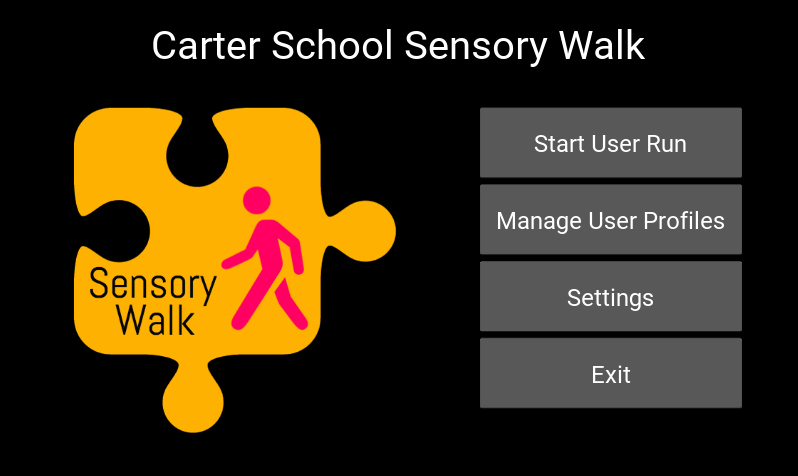 Carter School Sensory Walk
Sensory
Walk
Start User Run
Manage User Profiles
Settings
Exit